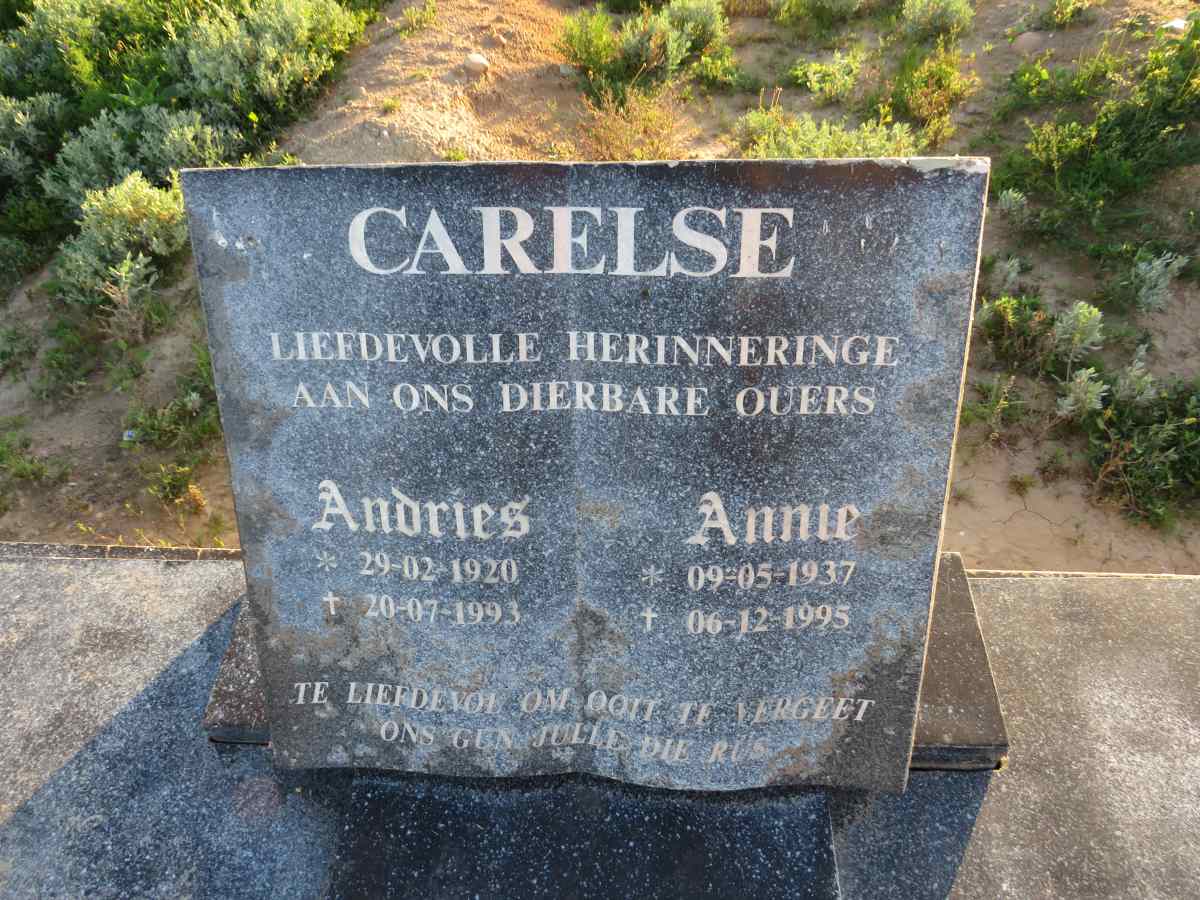 CARELSE
LIEFDEVOLLE HERINNERINGE
AAN ONS DIERBARE OUERS
Andries Annie
* 29-02-1920 * 09-05-1937
† 20-07-1993 † 06-12-1995
TE LIEFDEVOL OM OOIT TE VERGEET
ONS GUN JULLE DIE RUS